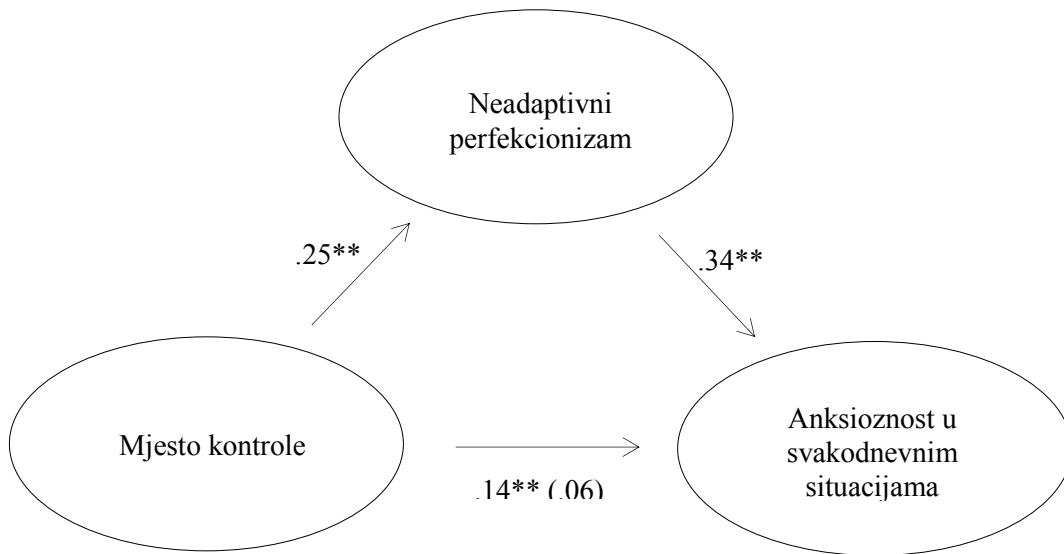 Neadaptivni
perfekcionizam
.25**
.34**
Mjesto kontrole
Anksioznost u
svakodnevnim
situacijama
.14** (.06)